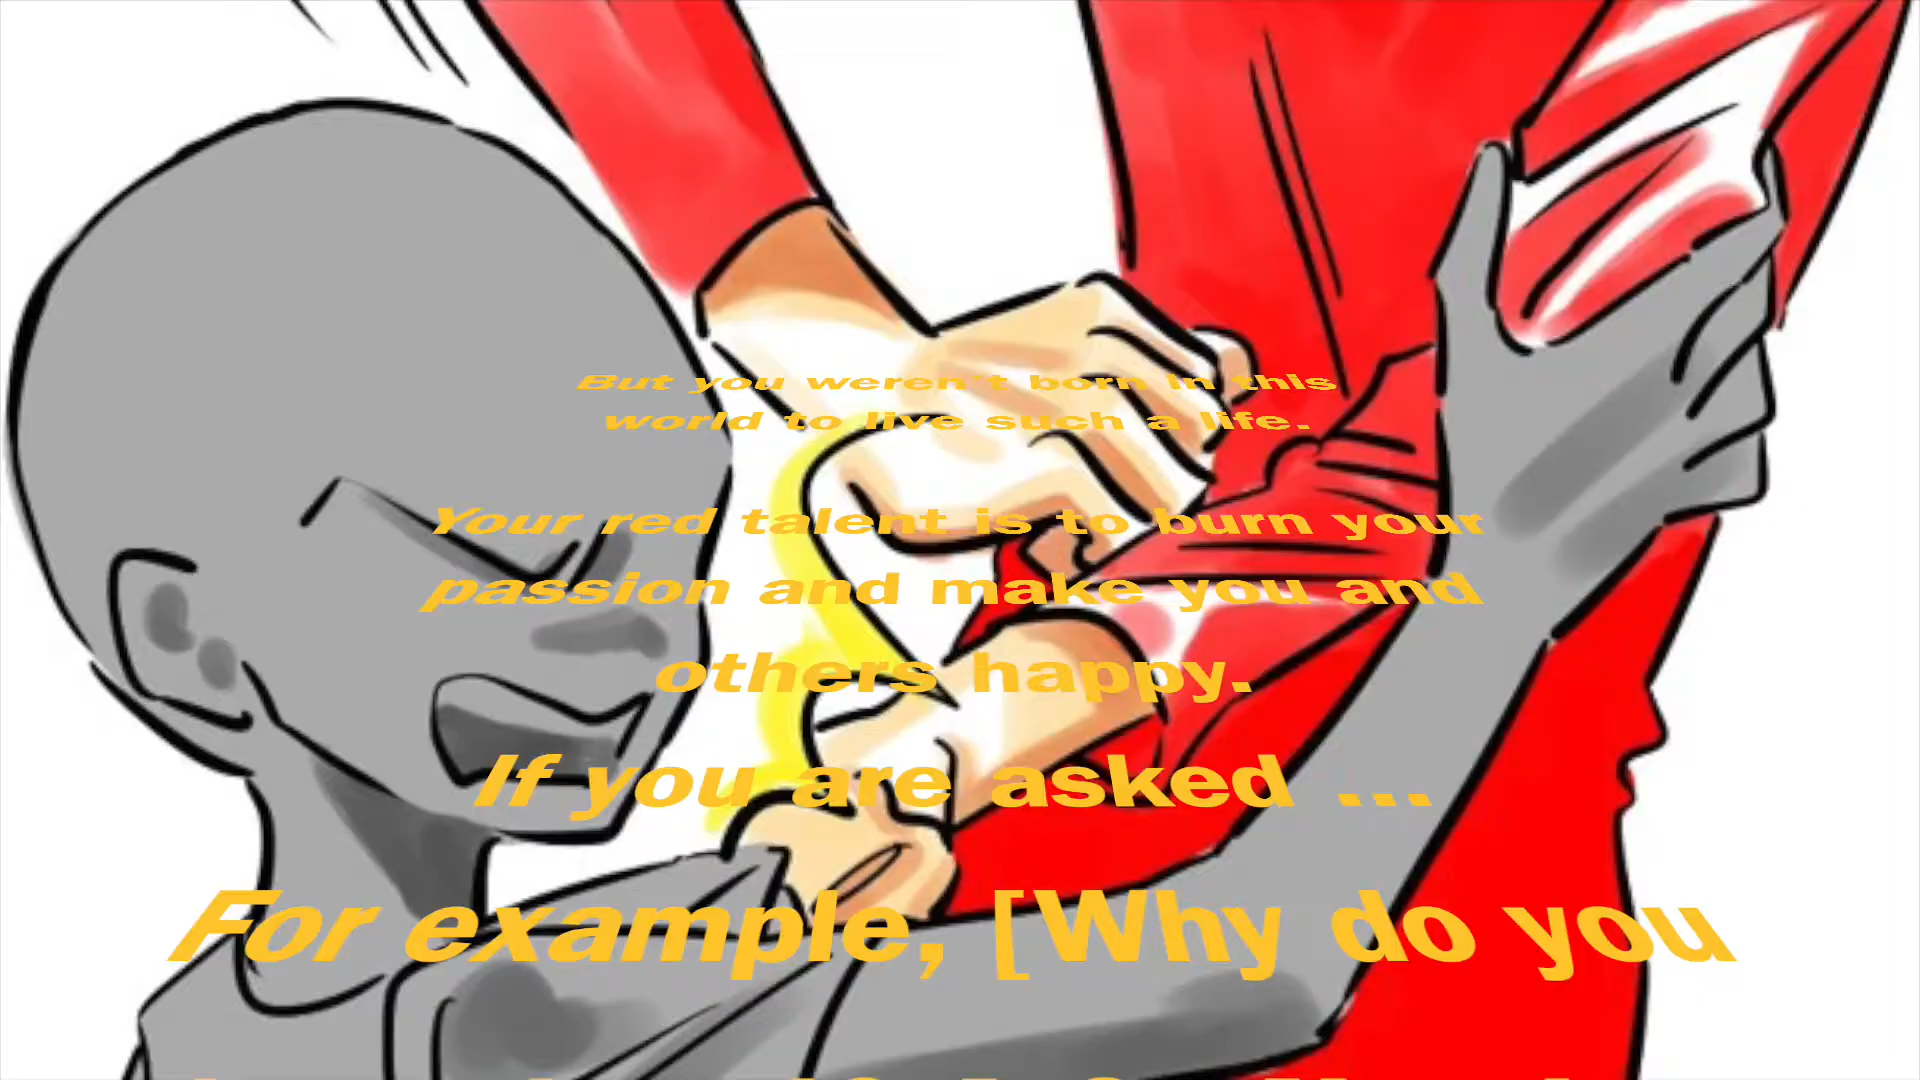 But you weren't born in this
world to live such a life.
Your red talent is to burn your
passion and make you and
others happy.
If you are asked ...
For example, [Why do you